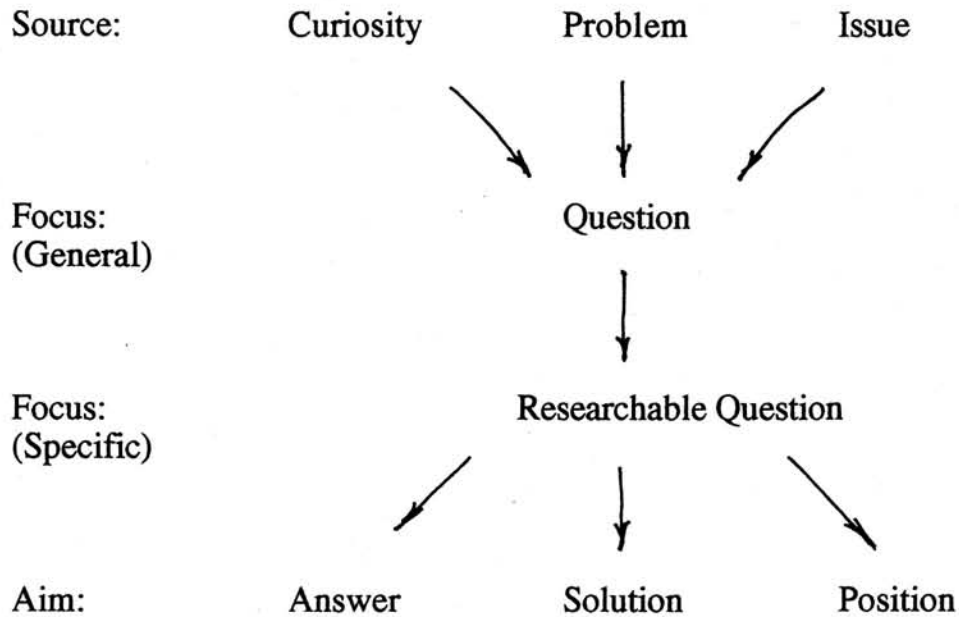 Source: Curiosity Problem Issue
Focus: Question
(General)
Focus: Researchable Question
(Specific)
Aim: Answer Solution Position